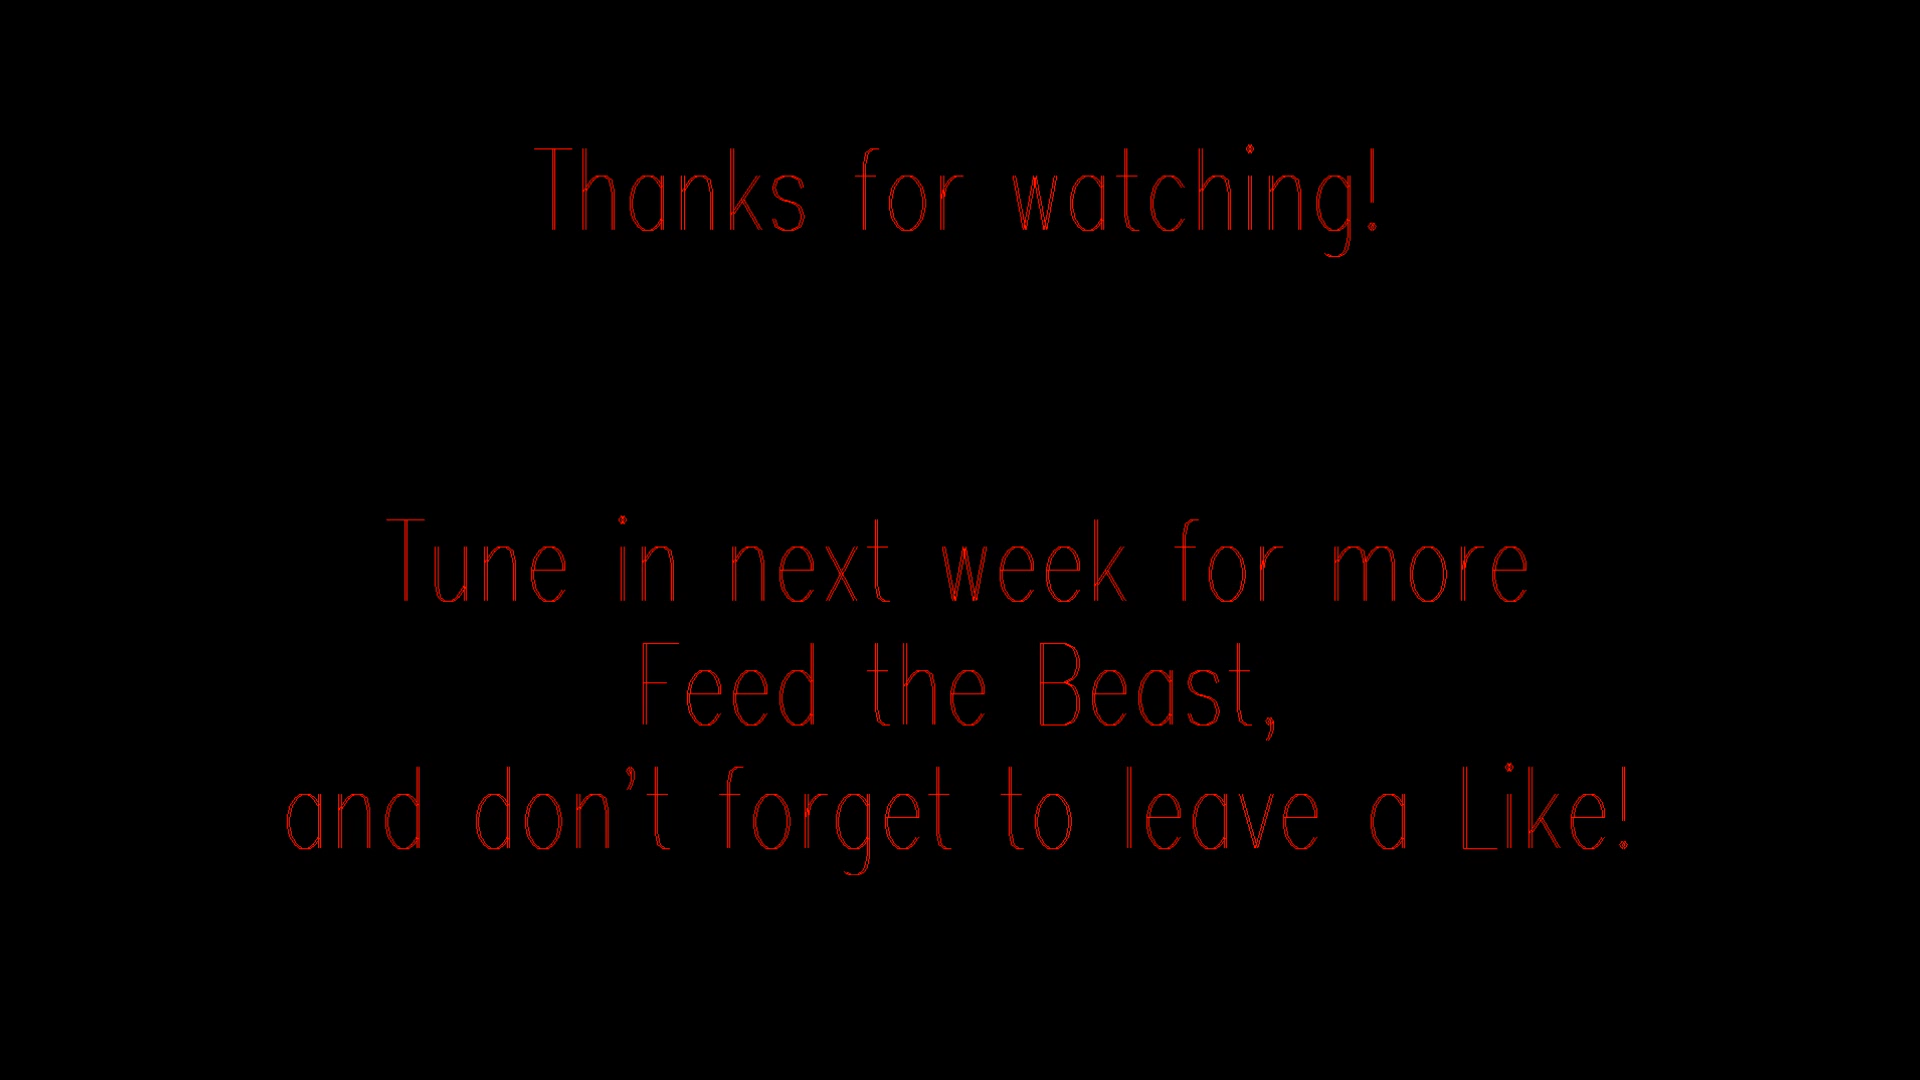 Thanks for watching!
Tune in next week for more
Feed the Beast,
and don’t forget to leave a Like!